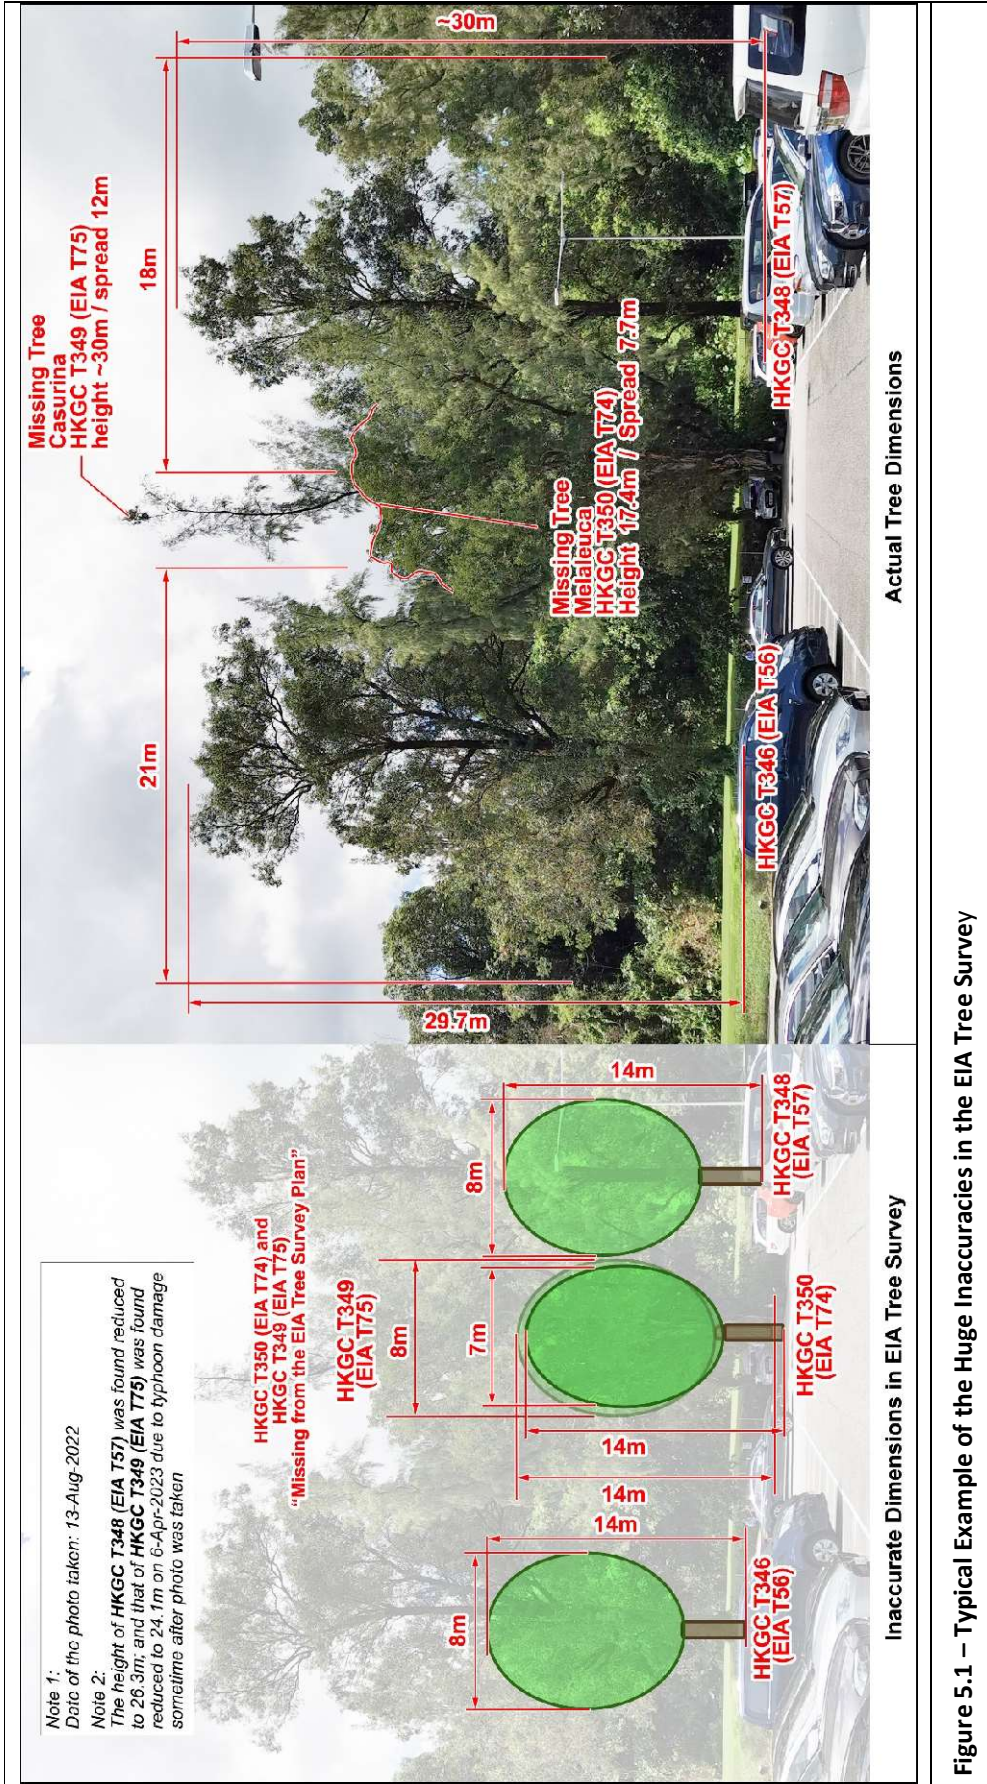 Note 1:
Date of the photo taken: 13-Aug-2022
Note 2:
The height of HKGC T348 (EIA T57) was found reduced
to 26.3m; and that of HKGC T349 (EIA T75) was found
reduced to 24.1m on 6-Apr-2023 due to typhoon damage
sometime after photo was taken
HKGC T350 (EIA T74) and
HKGC T349 (EIA T75)
"Missing from the EIA Tree Survey Plan"
HKGC T349
(EIA T75)
8m
7m
8m
8m
14m
14m
14m
14m
HKGC T346
(EIA T56)
HKGC T350
(EIA T74)
HKGC T348
(EIA T57)
Inaccurate Dimensions in EIA Tree Survey
Missing Tree
Casurina
HKGC T349 (EIA T75)
height ~30m / spread 12m
21m
18m
~30m
29.7m
Missing Tree
Melaleuca
HKGC T350 (EIA T74)
Height 17.4m / Spread 7.7m
HKGC T346 (EIA T56)
HKGC T348 (EIA T57)
Actual Tree Dimensions
Figure 5.1 – Typical Example of the Huge Inaccuracies in the EIA Tree Survey